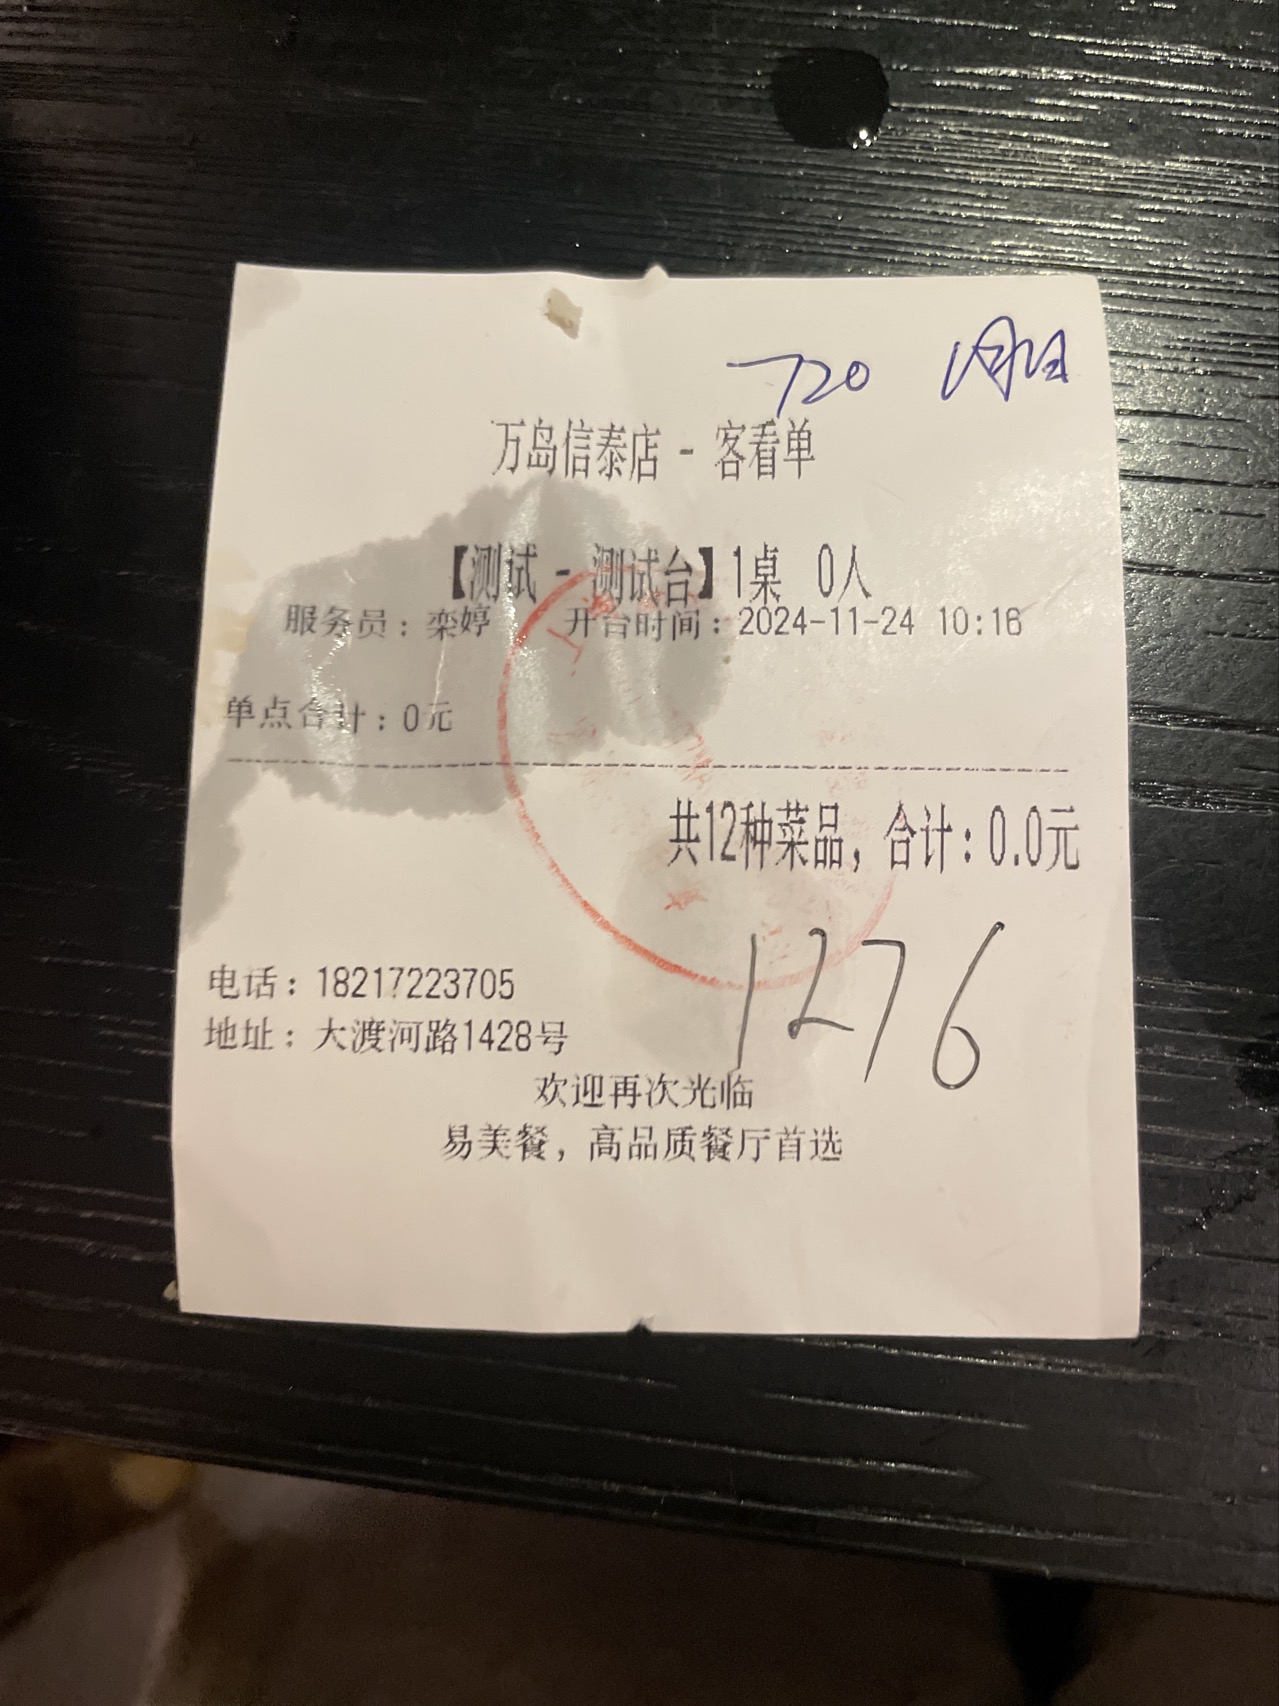 720
万岛信泰店 - 客看单
【测试 - 测试台】1桌 0人
服务员：栾婷 开台时间：2024-11-24 10:16
单点合计：0元
共12种菜品，合计：0.0元
1276
电话：18217223705
地址：大渡河路1428号
欢迎再次光临
易美餐，高品质餐厅首选